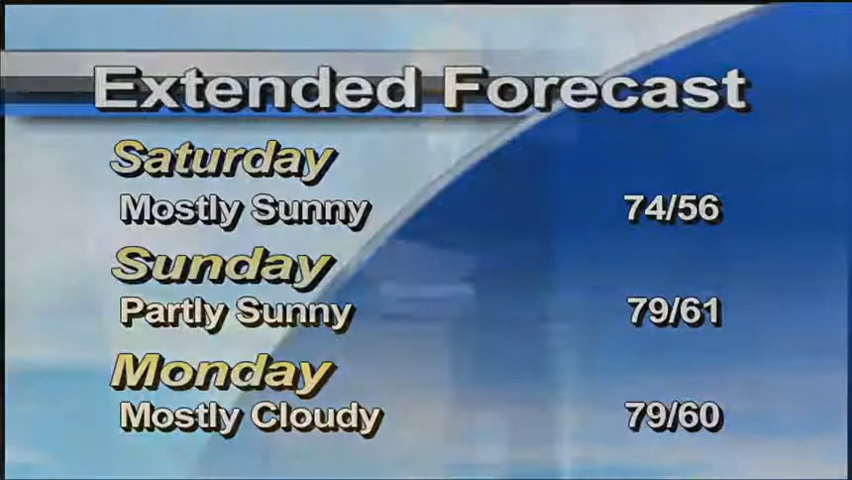 Extended Forecast
Saturday
Mostly Sunny 74/56
Sunday
Partly Sunny 79/61
Monday
Mostly Cloudy 79/60